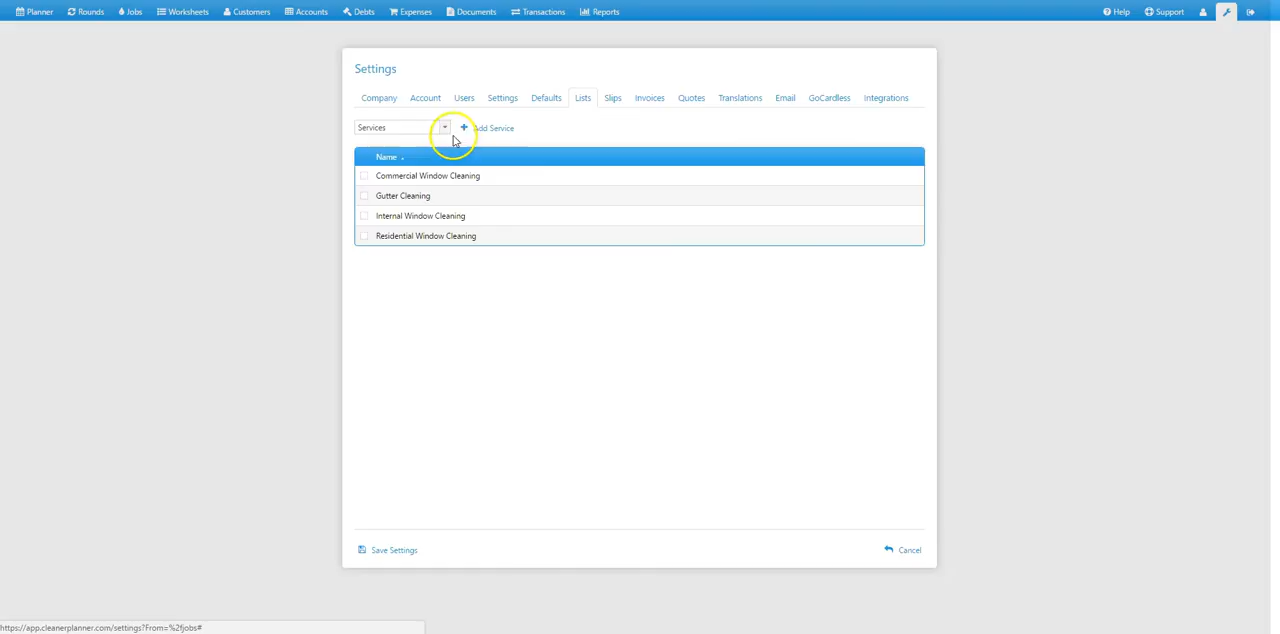 Planner Rounds Jobs Worksheets Customers Accounts Debts Expenses Documents Transactions Reports Help Support
Settings
Company Account Users Settings Defaults Lists Slips Invoices Quotes Translations Email GoCardless Integrations
Services Add Service
Name
Commercial Window Cleaning
Gutter Cleaning
Internal Window Cleaning
Residential Window Cleaning
Save Settings Cancel
https://app.cleanerplanner.com/settings?From=%2fjobs#